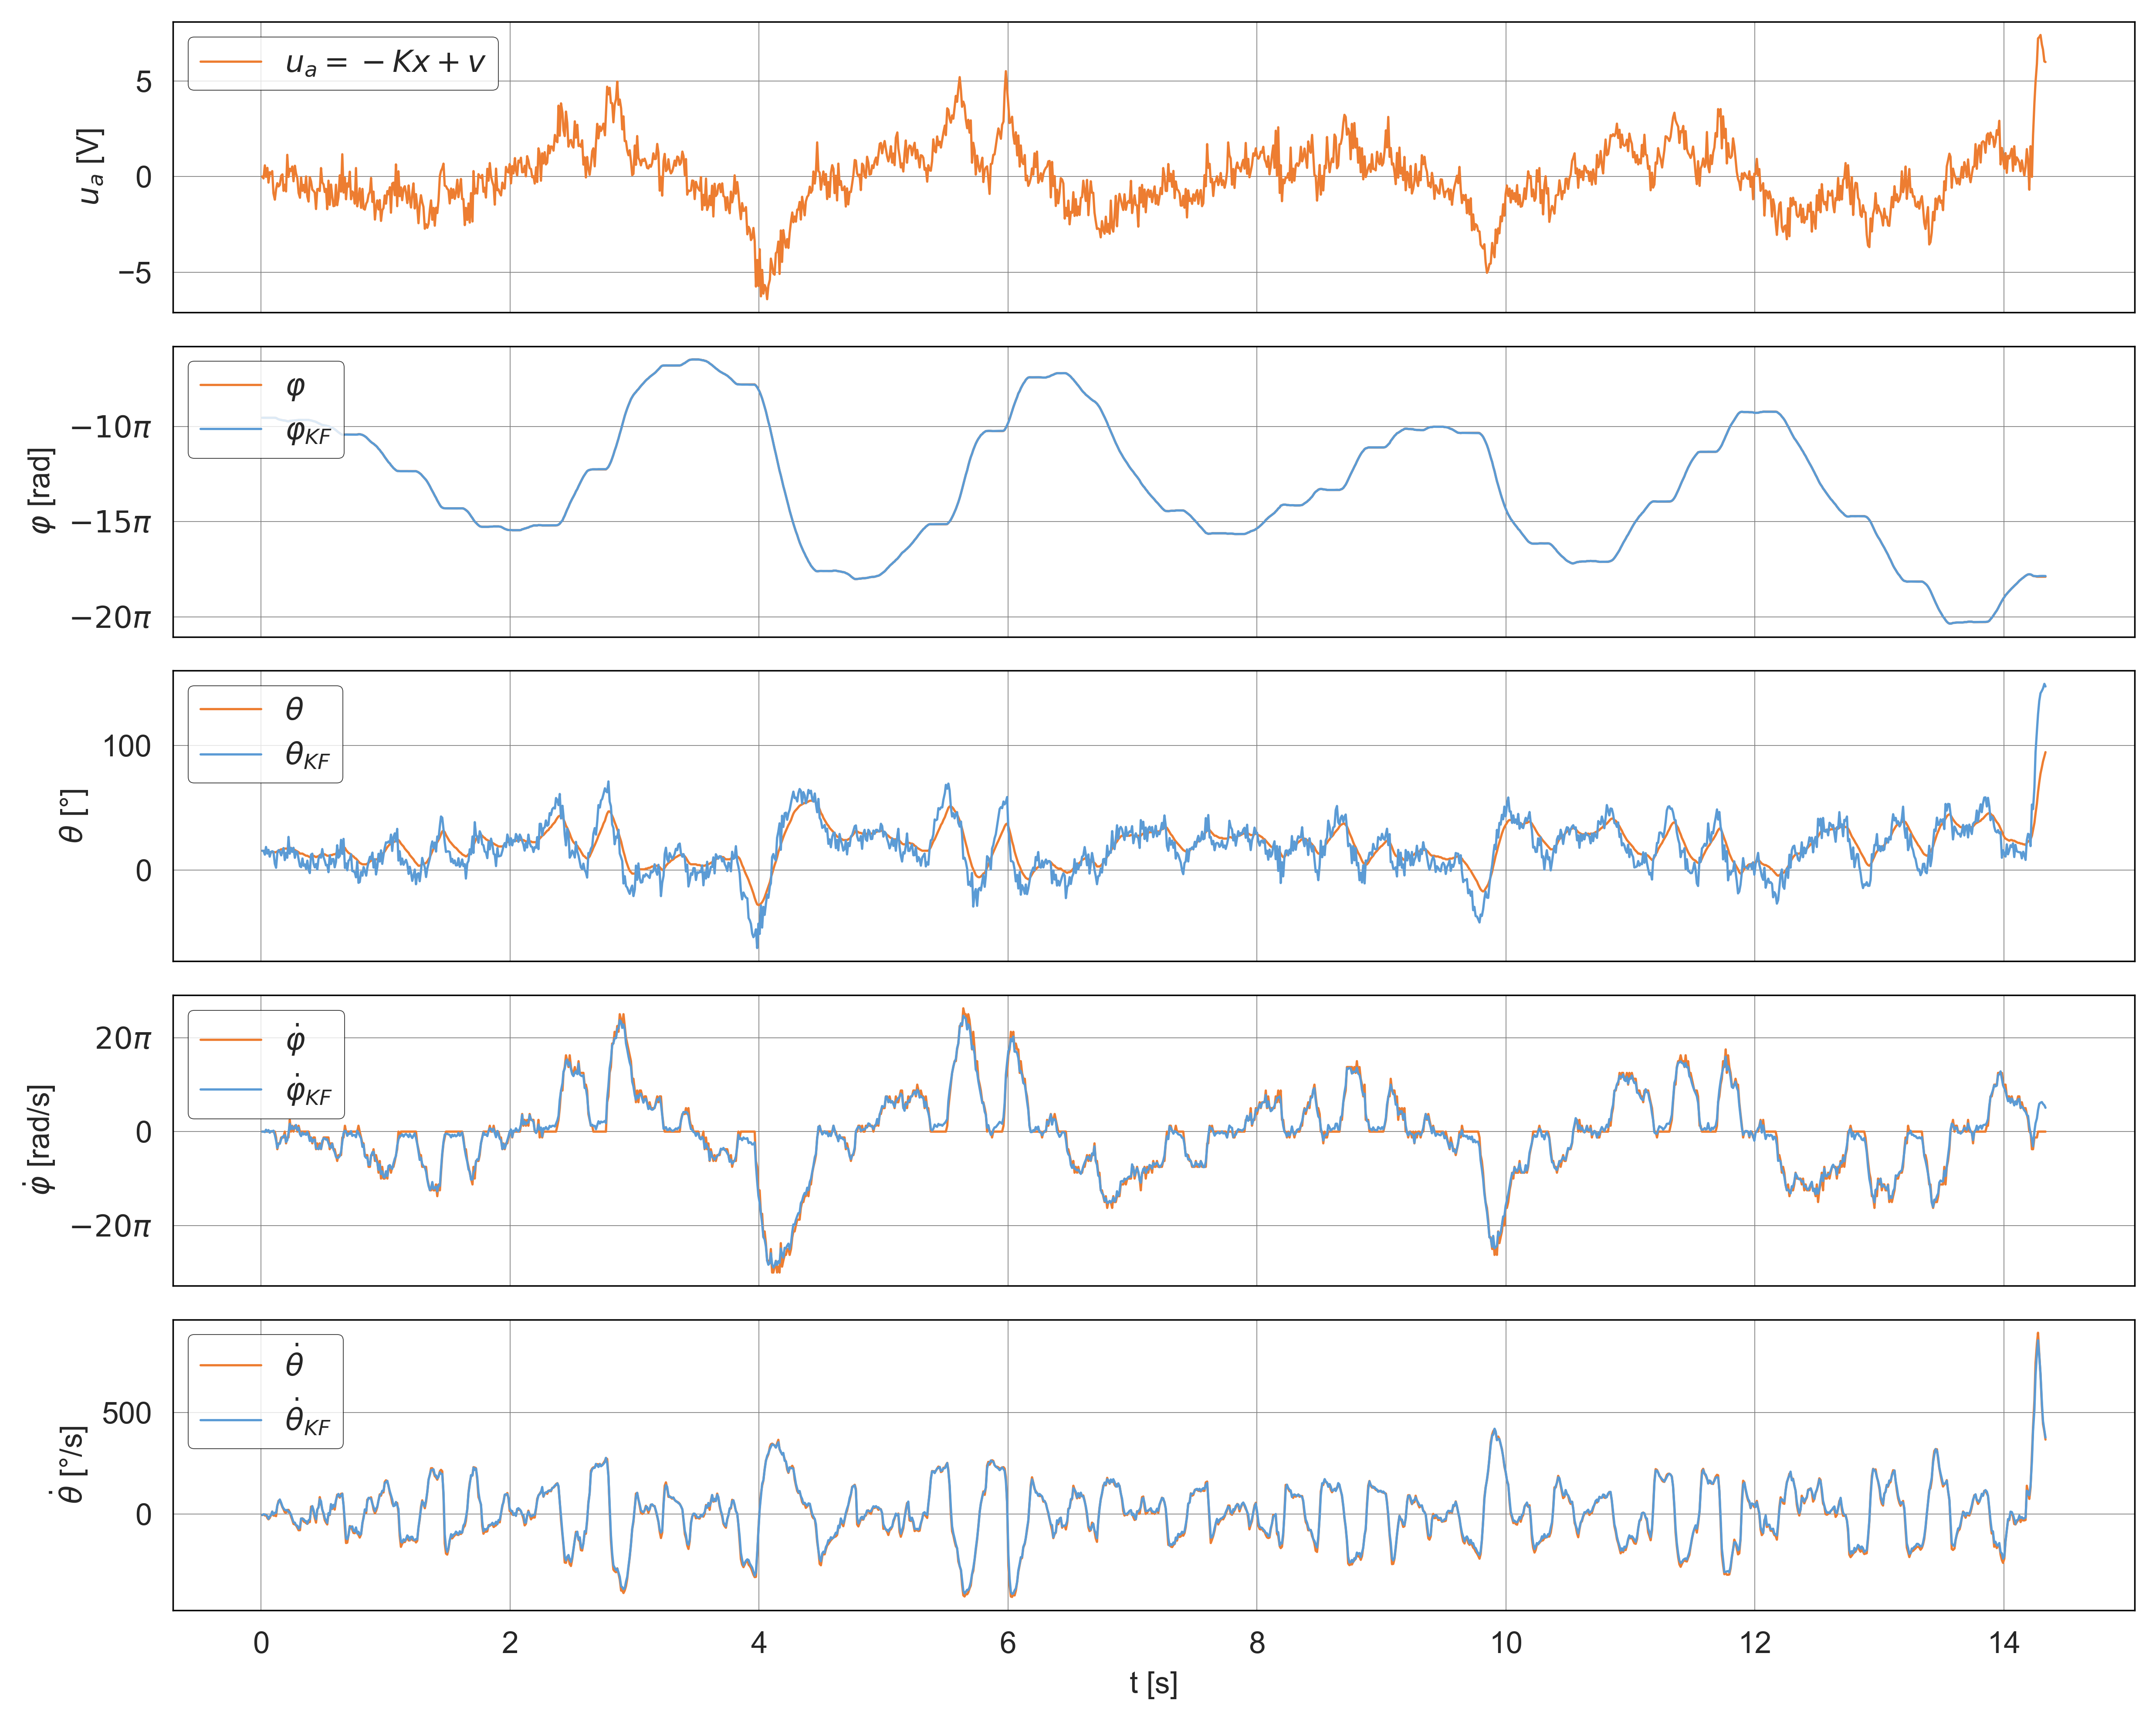 u_a = −Kx + v
5
0
−5
u_a [V]
φ
φ_KF
−10π
−15π
−20π
φ [rad]
θ
θ_KF
100
0
θ [°]
φ̇
φ̇_KF
20π
0
−20π
φ̇ [rad/s]
θ̇
θ̇_KF
500
0
θ̇ [°/s]
0 2 4 6 8 10 12 14
t [s]